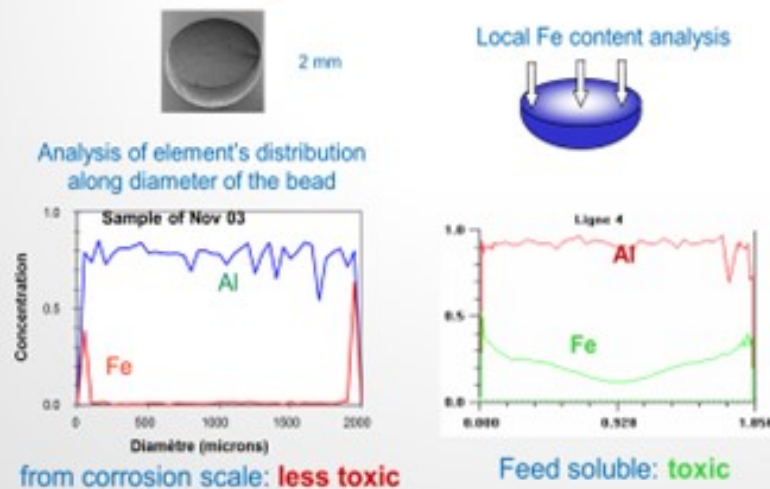 2 mm
Local Fe content analysis
Analysis of element's distribution
along diameter of the bead
Sample of Nov 03
1.0
0.5
0.0
Concentration
Al
Fe
0
500
1000
1500
2000
Diamètre (microns)
from corrosion scale: less toxic
Ligne 4
1.0
0.5
0.0
Al
Fe
0.000
0.928
Feed soluble: toxic